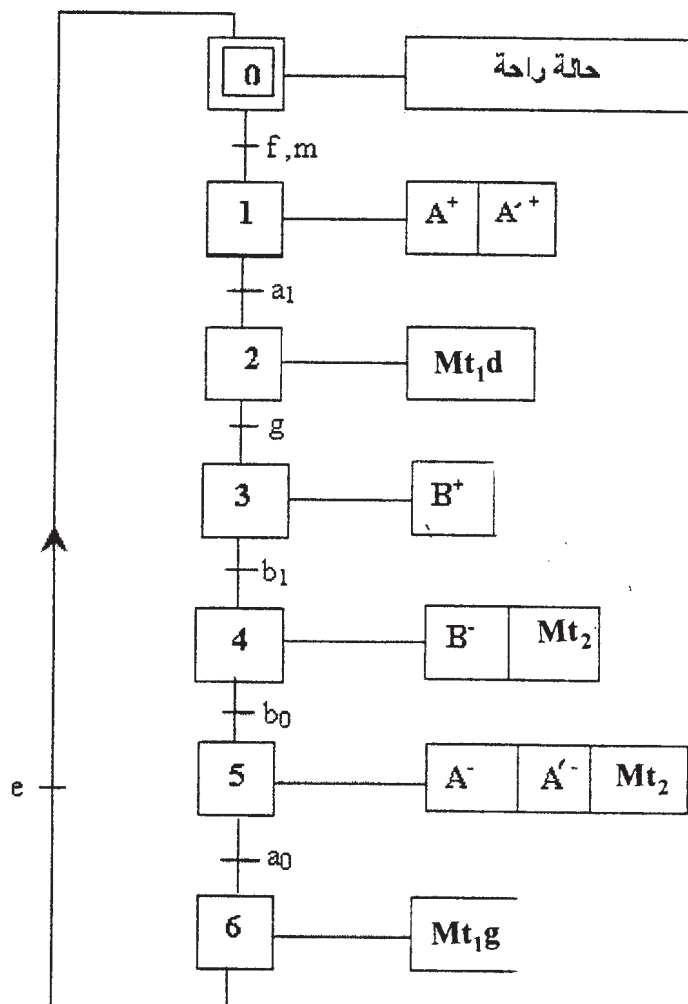 0 حالة راحة
f ,m
1 A⁺ A′⁺
a₁
2 Mt₁d
g
3 B⁺
b₁
4 B⁻ Mt₂
b₀
e 5 A⁻ A′⁻ Mt₂
a₀
6 Mt₁g